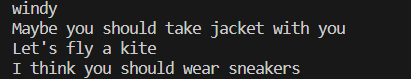 windy
Maybe you should take jacket with you
Let's fly a kite
I think you should wear sneakers